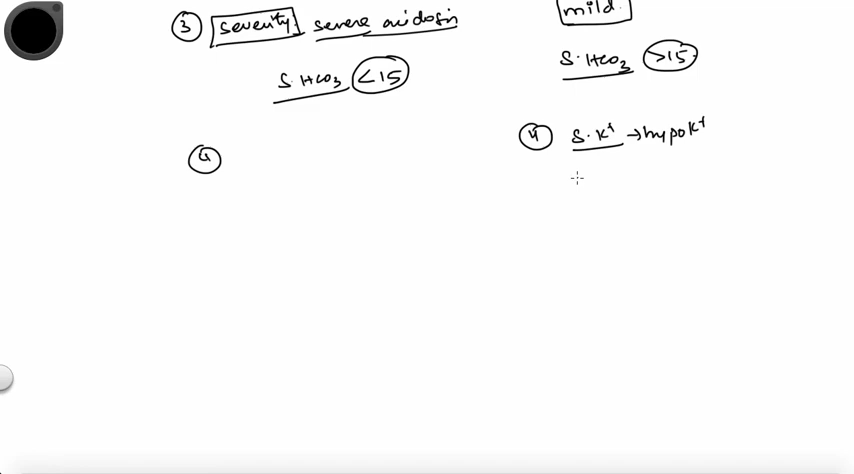 3 severity. severe acidosis
S.HCO3 <15
4
mild.
S.HCO3 >15.
4 S.K+ →hypoK+